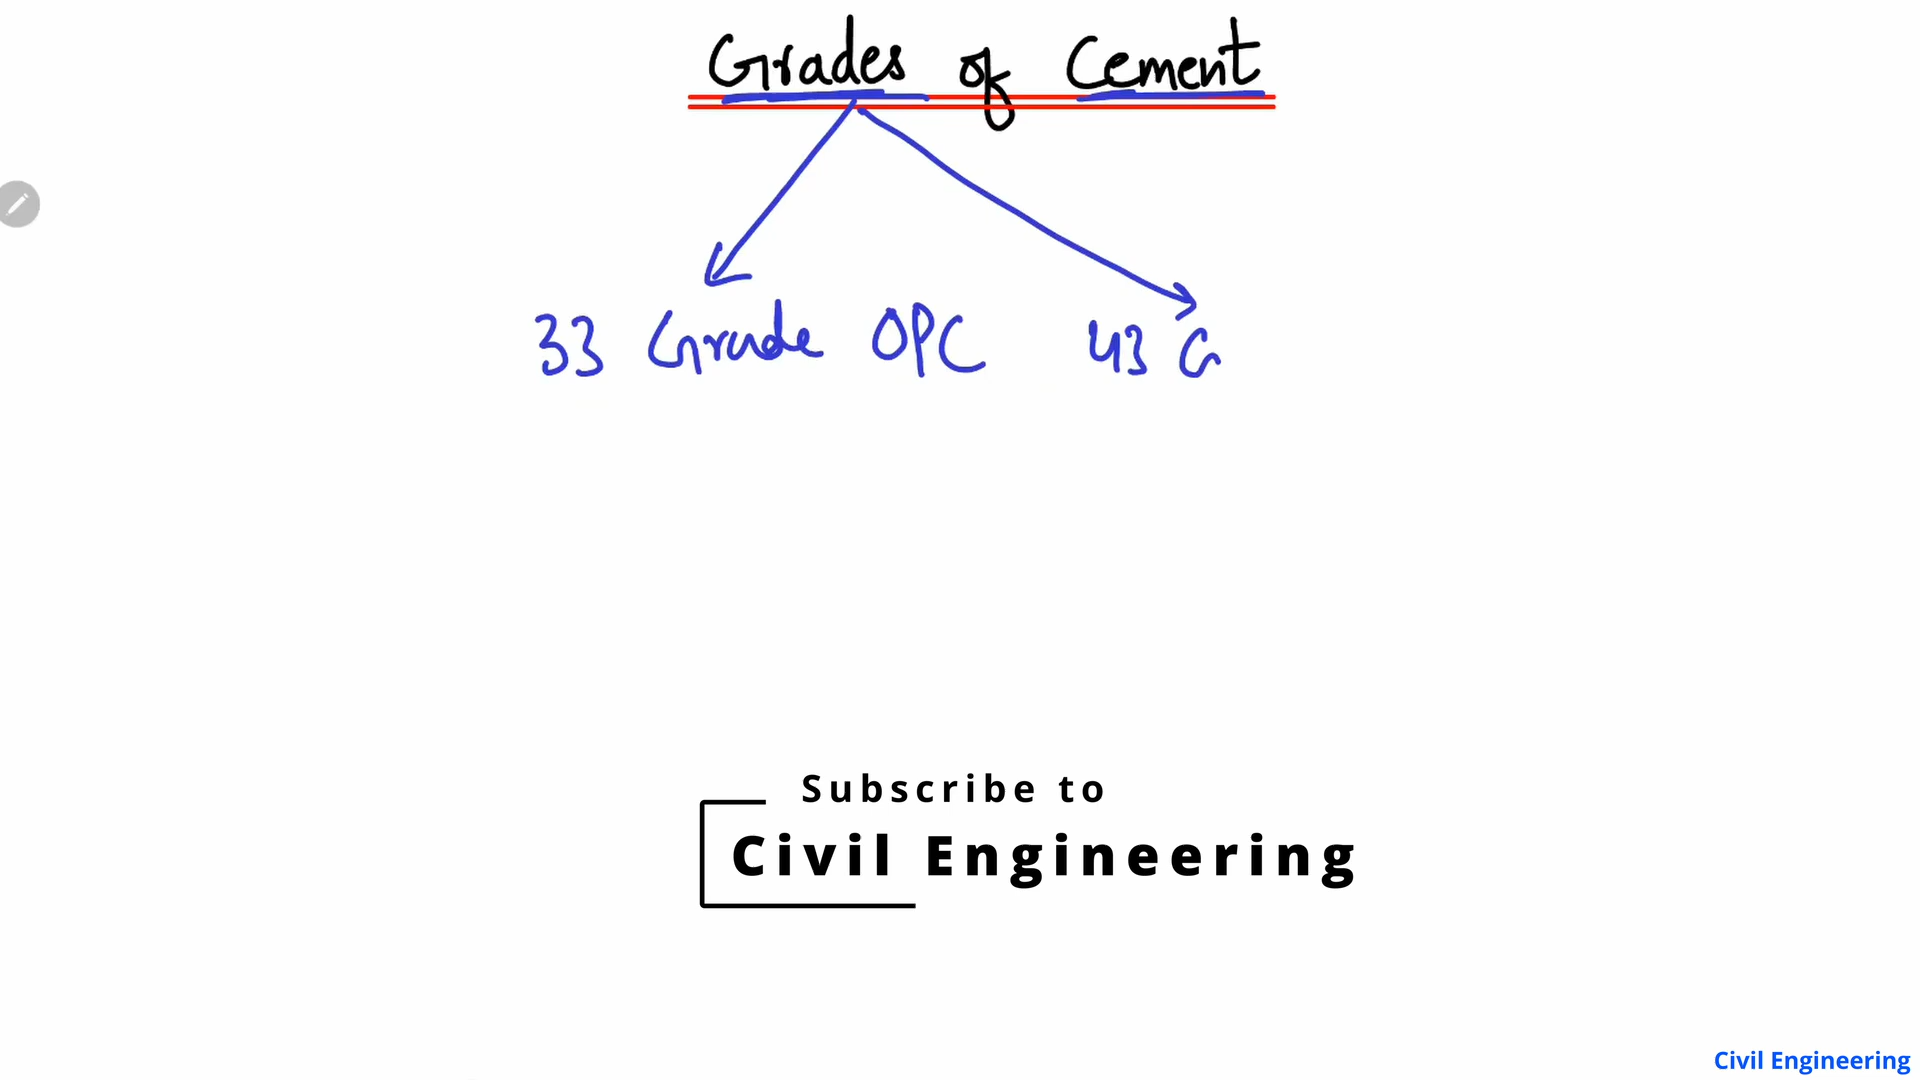 Grades of Cement
33 Grade OPC 43 G
Subscribe to
Civil Engineering
Civil Engineering